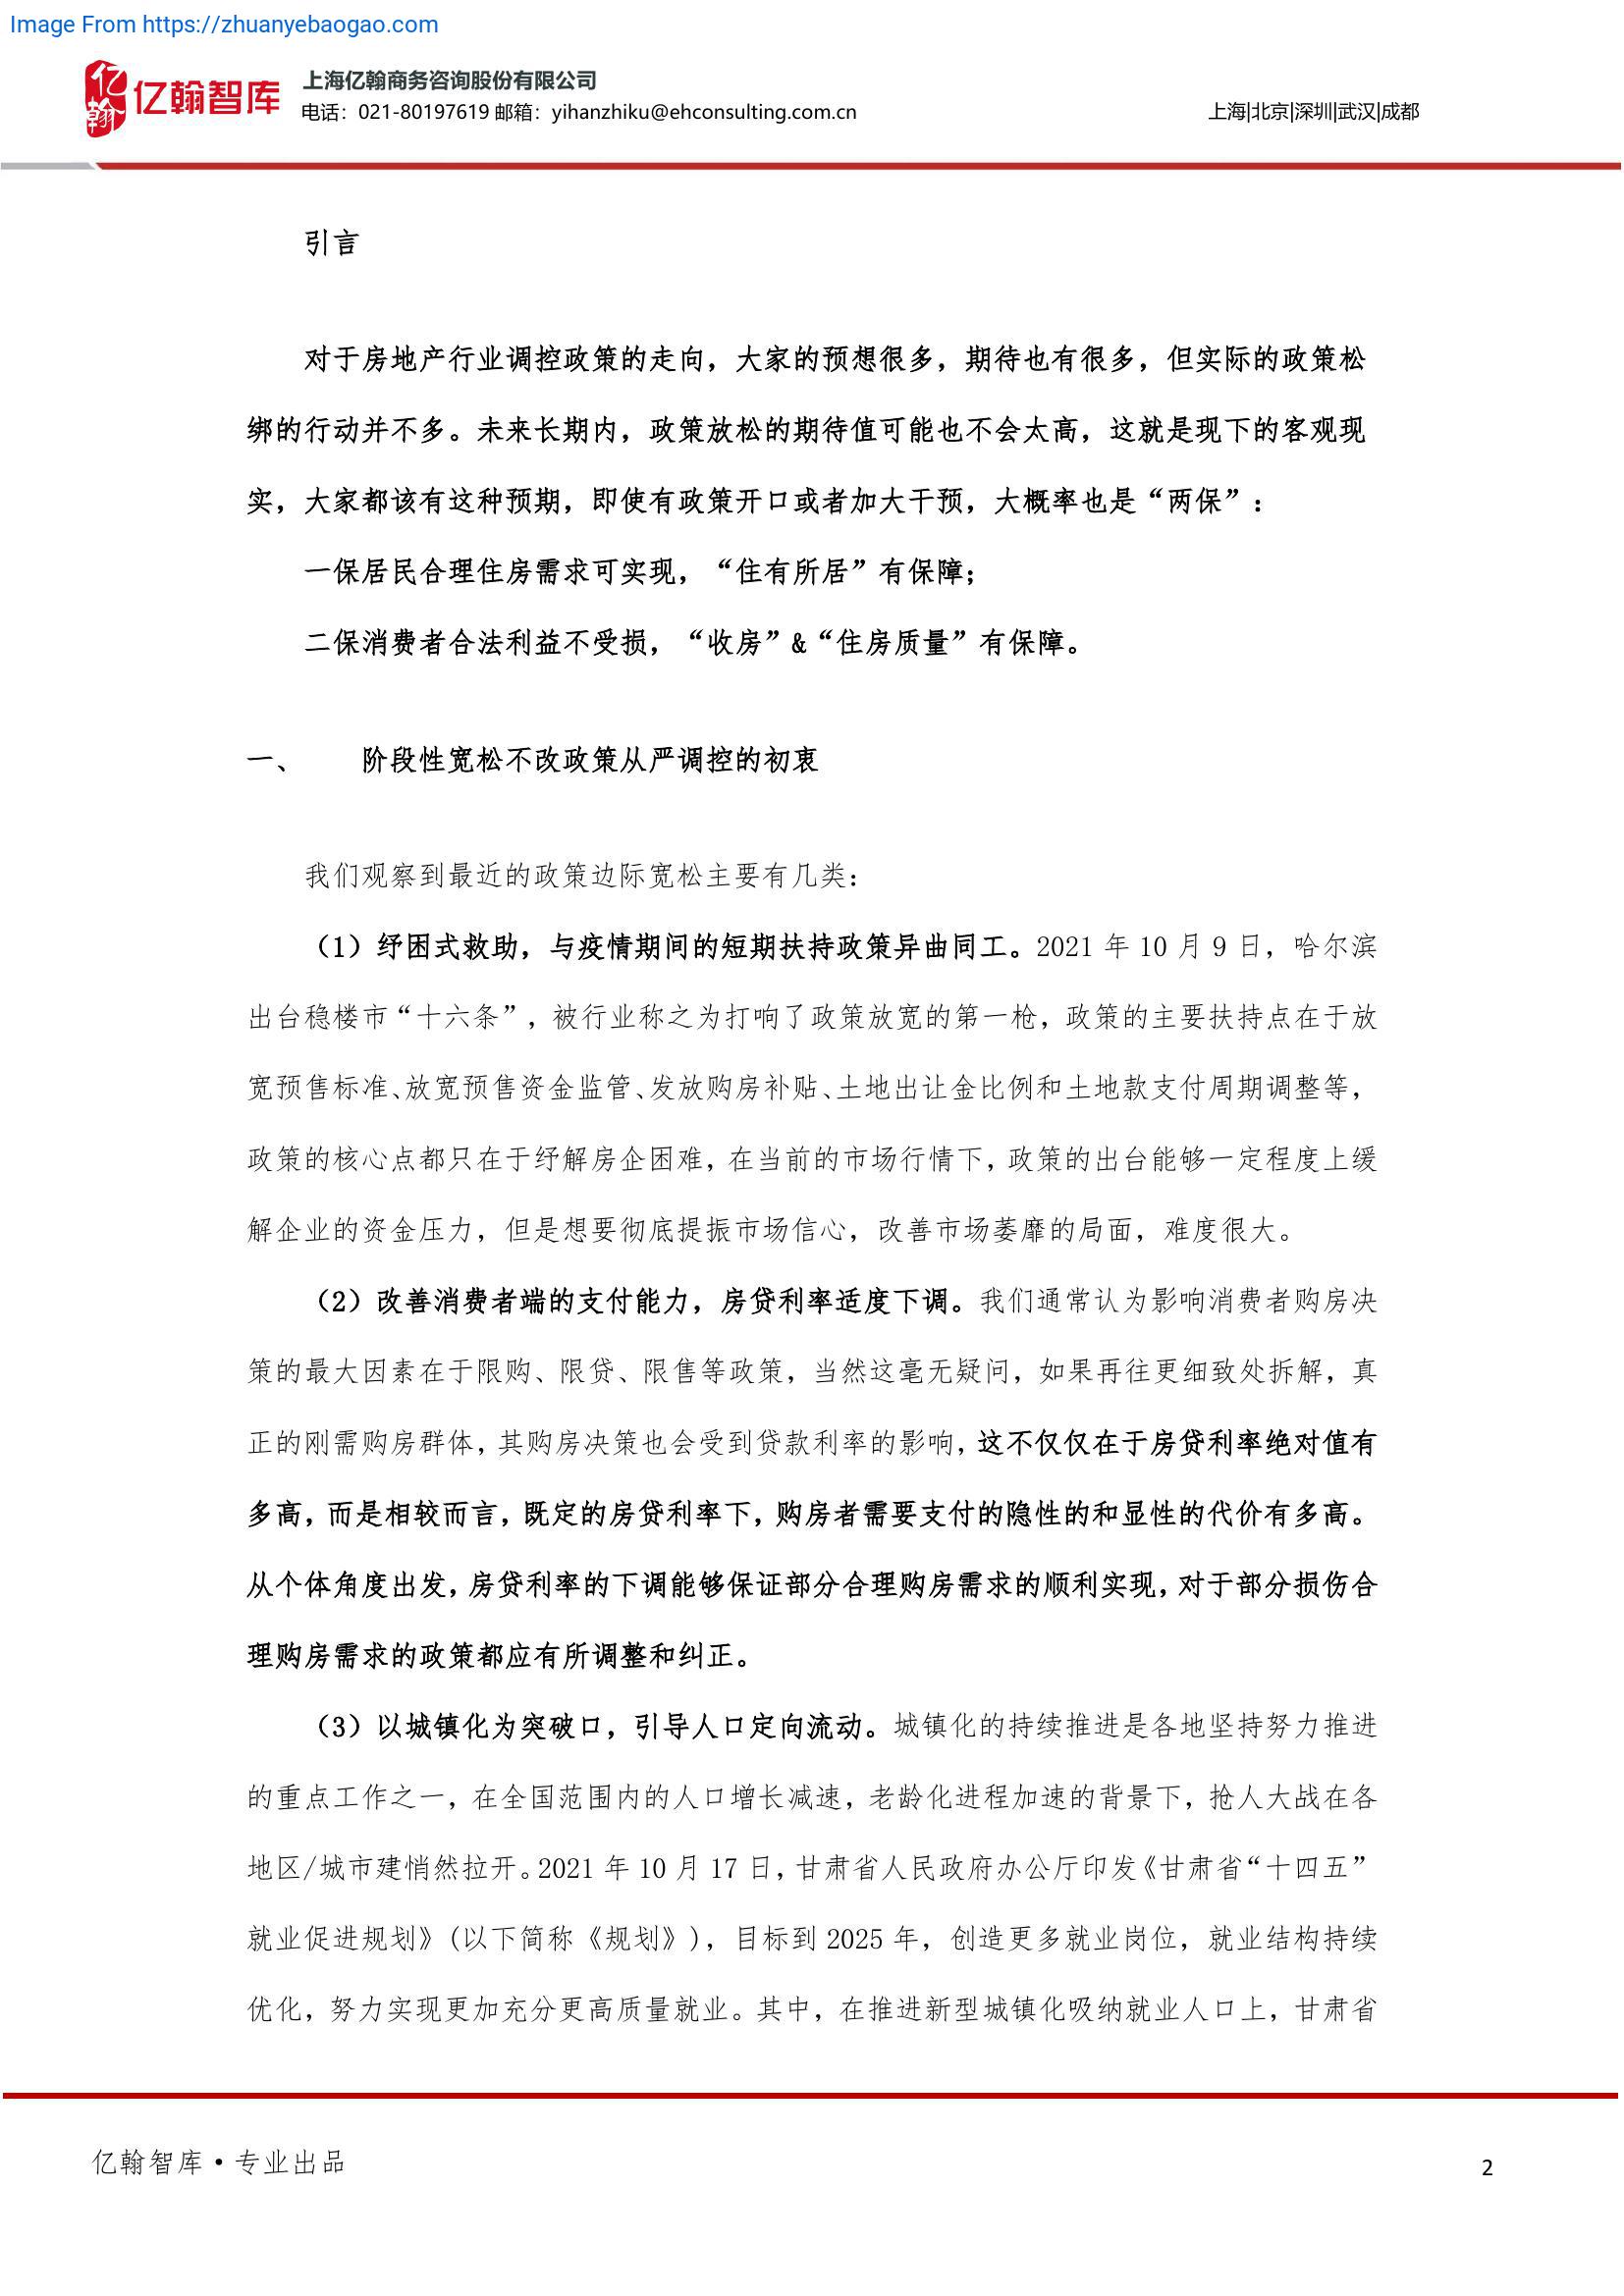 Image From https://zhuanyebaogao.com
亿翰
亿翰智库
上海亿翰商务咨询股份有限公司
电话：021-80197619 邮箱：yihanzhiku@ehconsulting.com.cn
上海|北京|深圳|武汉|成都
引言
对于房地产行业调控政策的走向，大家的预想很多，期待也有很多，但实际的政策松
绑的行动并不多。未来长期内，政策放松的期待值可能也不会太高，这就是现下的客观现
实，大家都该有这种预期，即使有政策开口或者加大干预，大概率也是“两保”：
一保居民合理住房需求可实现，“住有所居”有保障；
二保消费者合法利益不受损，“收房”&“住房质量”有保障。
一、 阶段性宽松不改政策从严调控的初衷
我们观察到最近的政策边际宽松主要有几类：
（1）纾困式救助，与疫情期间的短期扶持政策异曲同工。2021 年 10 月 9 日，哈尔滨
出台稳楼市“十六条”，被行业称之为打响了政策放宽的第一枪，政策的主要扶持点在于放
宽预售标准、放宽预售资金监管、发放购房补贴、土地出让金比例和土地款支付周期调整等，
政策的核心点都只在于纾解房企困难，在当前的市场行情下，政策的出台能够一定程度上缓
解企业的资金压力，但是想要彻底提振市场信心，改善市场萎靡的局面，难度很大。
（2）改善消费者端的支付能力，房贷利率适度下调。我们通常认为影响消费者购房决
策的最大因素在于限购、限贷、限售等政策，当然这毫无疑问，如果再往更细致处拆解，真
正的刚需购房群体，其购房决策也会受到贷款利率的影响，这不仅仅在于房贷利率绝对值有
多高，而是相较而言，既定的房贷利率下，购房者需要支付的隐性的和显性的代价有多高。
从个体角度出发，房贷利率的下调能够保证部分合理购房需求的顺利实现，对于部分损伤合
理购房需求的政策都应有所调整和纠正。
（3）以城镇化为突破口，引导人口定向流动。城镇化的持续推进是各地坚持努力推进
的重点工作之一，在全国范围内的人口增长减速，老龄化进程加速的背景下，抢人大战在各
地区/城市建悄然拉开。2021 年 10 月 17 日，甘肃省人民政府办公厅印发《甘肃省“十四五”
就业促进规划》(以下简称《规划》)，目标到 2025 年，创造更多就业岗位，就业结构持续
优化，努力实现更加充分更高质量就业。其中，在推进新型城镇化吸纳就业人口上，甘肃省
亿翰智库•专业出品
2